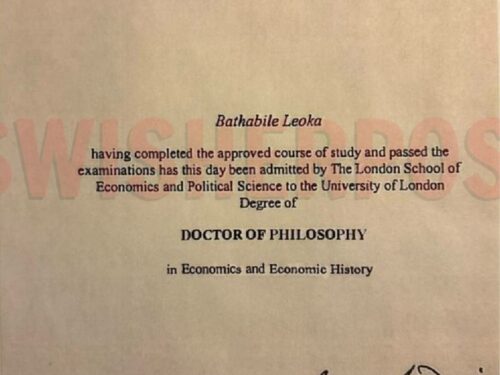 Bathabile Leoka
having completed the approved course of study and passed the
examinations has this day been admitted by The London School of
Economics and Political Science to the University of London
Degree of
DOCTOR OF PHILOSOPHY
in Economics and Economic History
SWISHERPOS